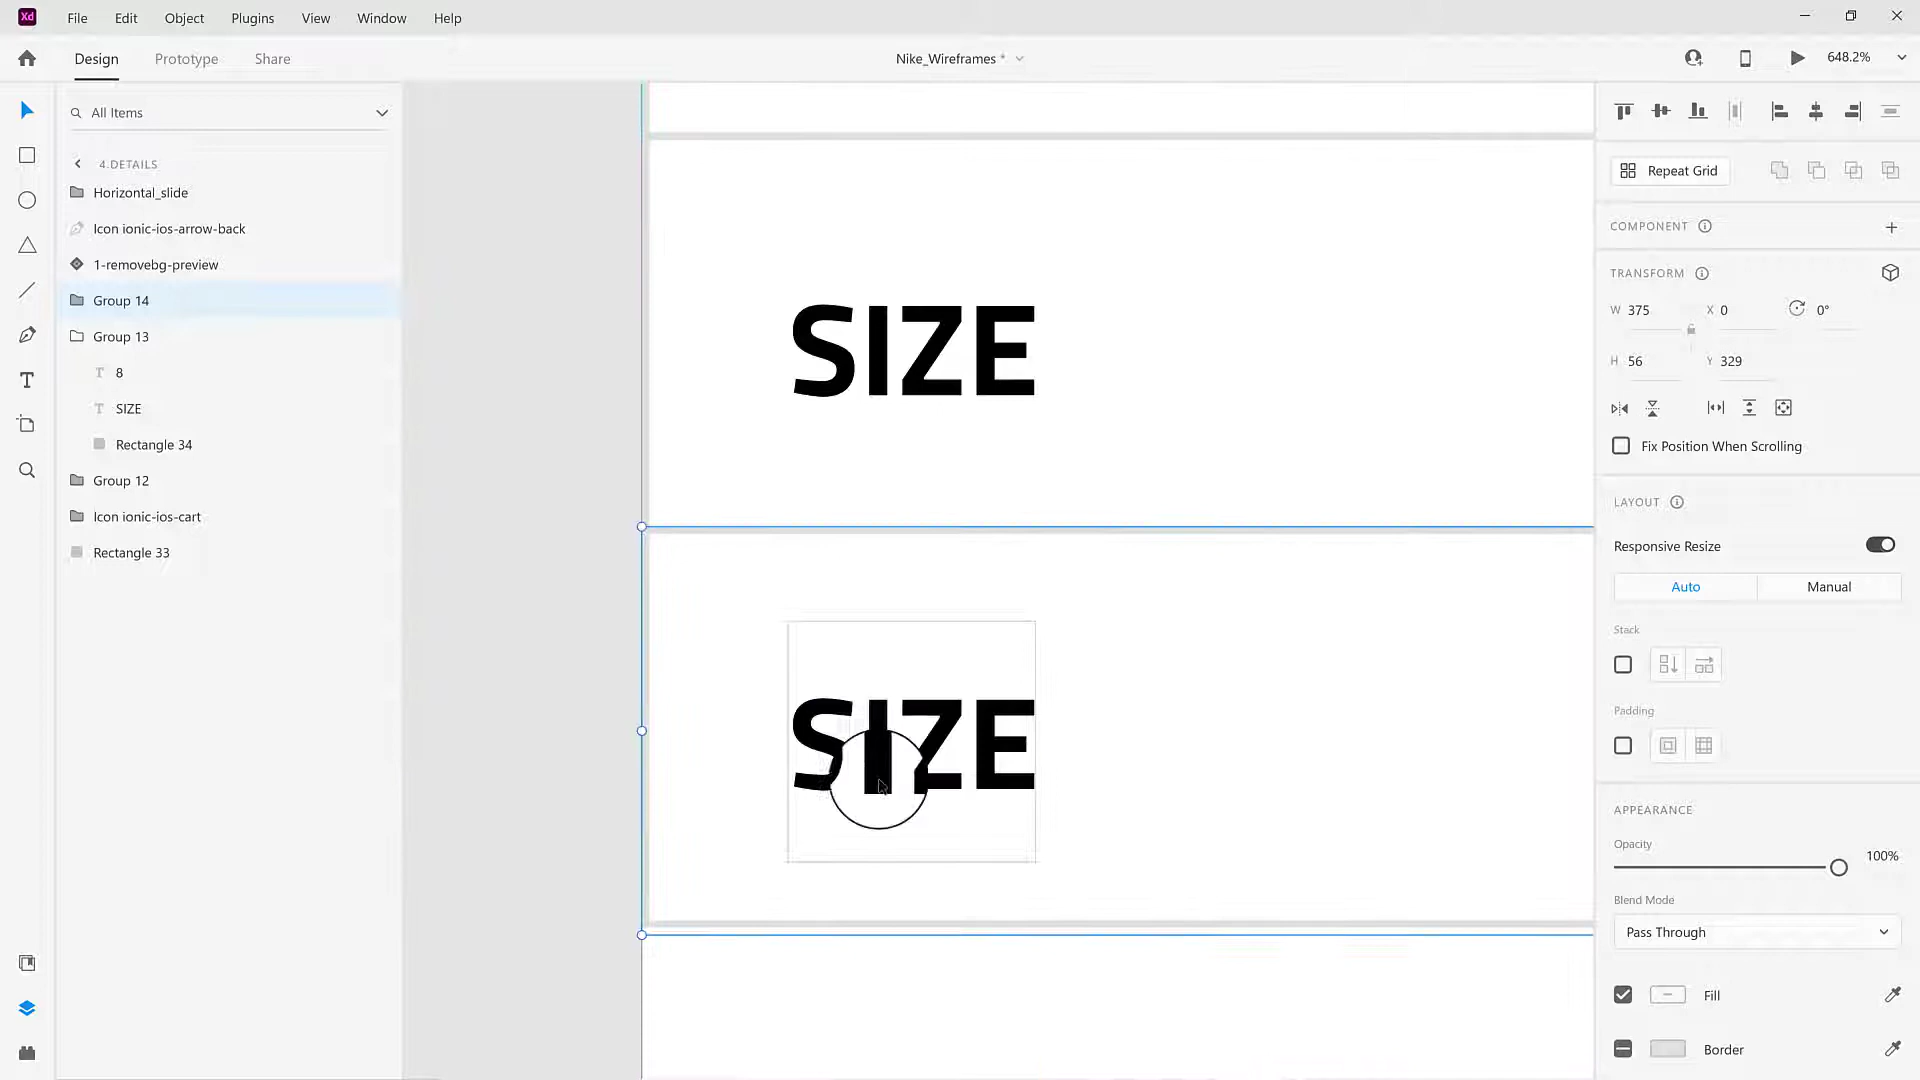 Xd File Edit Object Plugins View Window Help
Design Prototype Share Nike_Wireframes * 648.2%
All Items
4.DETAILS
Horizontal_slide
Icon ionic-ios-arrow-back
1-removebg-preview
Group 14
Group 13
T 8
T SIZE
Rectangle 34
Group 12
Icon ionic-ios-cart
Rectangle 33
T
SIZE
SIZE
Repeat Grid
COMPONENT
TRANSFORM
W 375 X 0 0°
H 56 Y 329
Fix Position When Scrolling
LAYOUT
Responsive Resize
Auto Manual
Stack
Padding
APPEARANCE
Opacity
100%
Blend Mode
Pass Through
Fill
Border